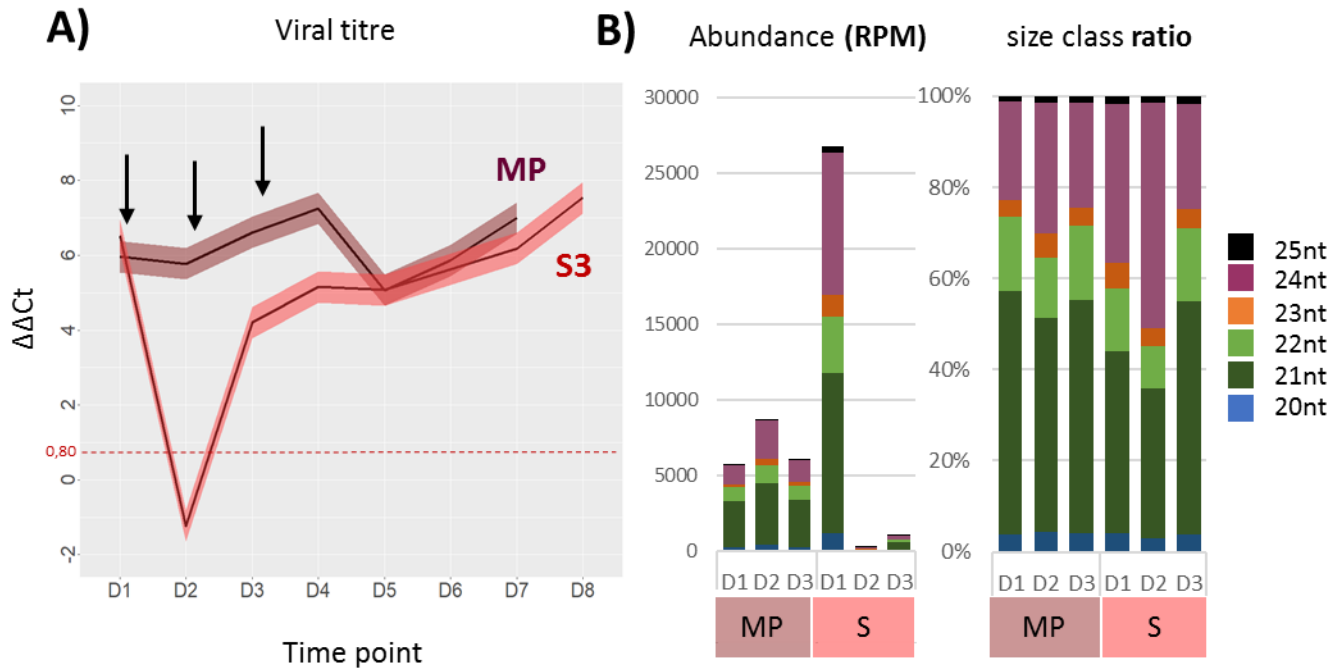 A)
Viral titre
10
8
6
4
2
0,80
0
-2
ΔΔCt
MP
S3
D1 D2 D3 D4 D5 D6 D7 D8
Time point
B)
Abundance (RPM)
30000
25000
20000
15000
10000
5000
0
D1 D2 D3 D1 D2 D3
MP S
size class ratio
100%
80%
60%
40%
20%
0%
D1 D2 D3 D1 D2 D3
MP S
25nt
24nt
23nt
22nt
21nt
20nt